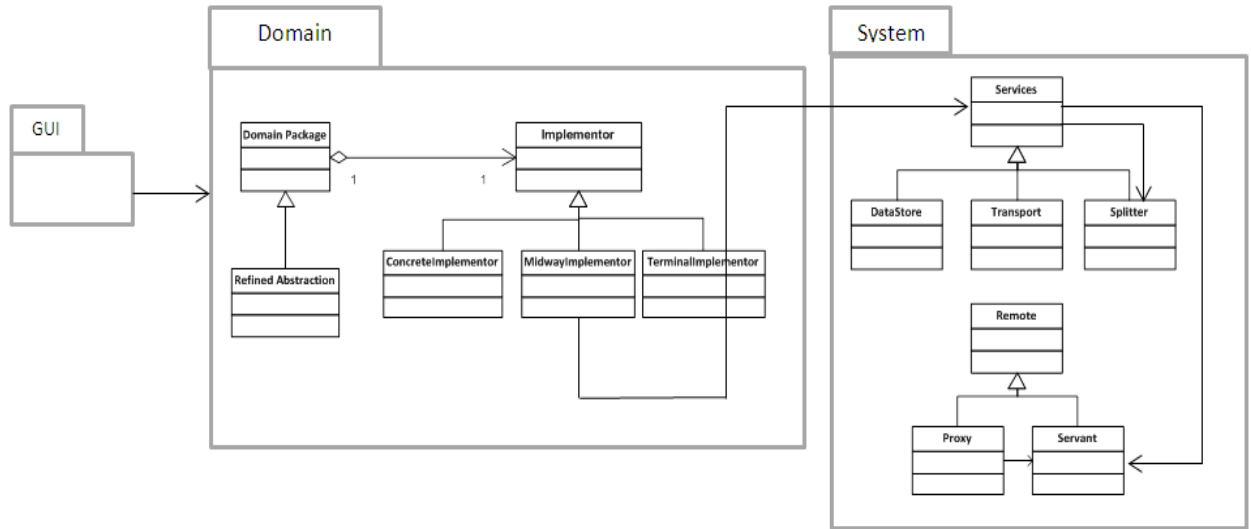 GUI
Domain
Domain Package
Implementor
1
1
Refined Abstraction
ConcreteImplementor
MidwayImplementor
TerminalImplementor
System
Services
DataStore
Transport
Splitter
Remote
Proxy
Servant